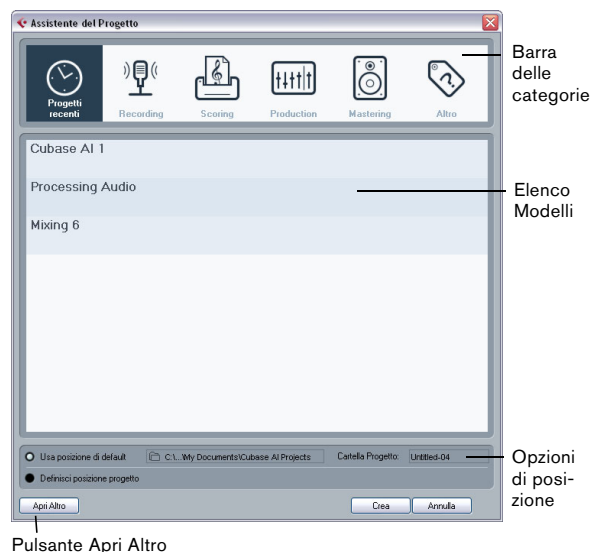 Assistente del Progetto
Progetti
recenti
Recording
Scoring
Production
Mastering
Altro
Barra
delle
categorie
Cubase AI 1
Processing Audio
Mixing 6
Elenco
Modelli
Usa posizione di default
C:\...\My Documents\Cubase AI Projects
Cartella Progetto:
Untitled-04
Definisci posizione progetto
Opzioni
di posi-
zione
Apri Altro
Crea
Annulla
Pulsante Apri Altro